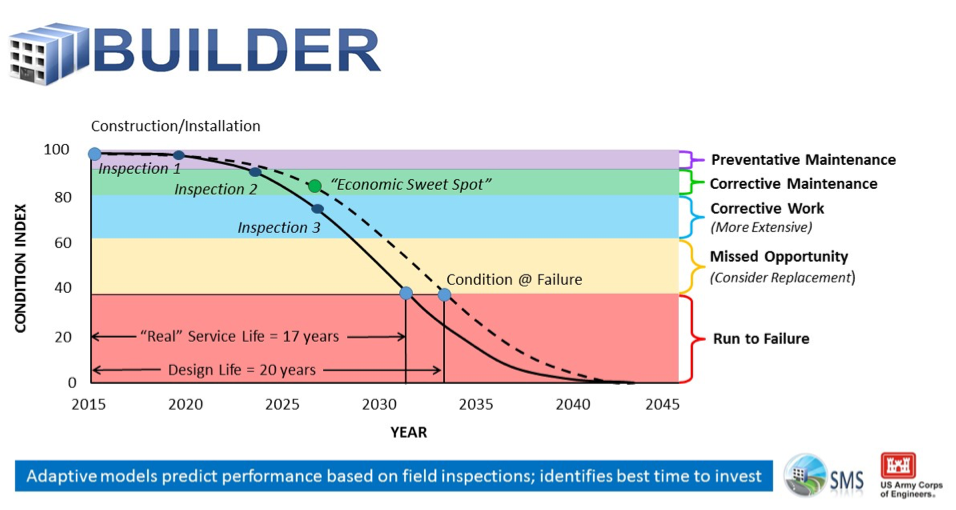 BUILDER
Construction/Installation
100
80
60
40
20
0
CONDITION INDEX
Inspection 1
Inspection 2
Inspection 3
“Economic Sweet Spot”
Condition @ Failure
“Real” Service Life = 17 years
Design Life = 20 years
2015 2020 2025 2030 2035 2040 2045
YEAR
Preventative Maintenance
Corrective Maintenance
Corrective Work
(More Extensive)
Missed Opportunity
(Consider Replacement)
Run to Failure
Adaptive models predict performance based on field inspections; identifies best time to invest
SMS
US Army Corps
of Engineers®